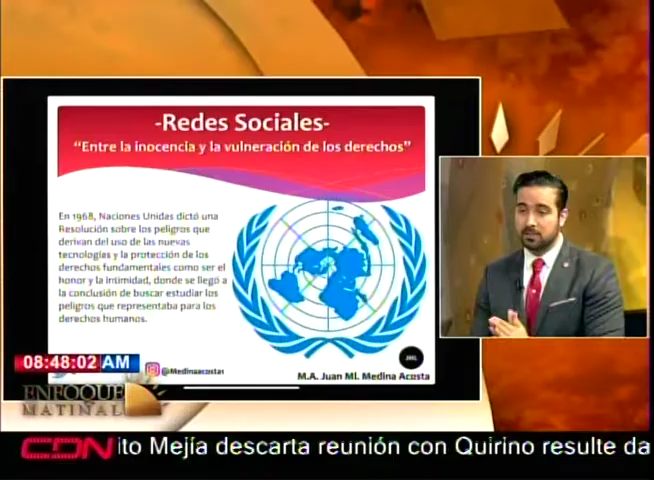 -Redes Sociales-
“Entre la inocencia y la vulneración de los derechos”
En 1968, Naciones Unidas dictó una
Resolución sobre los peligros que
derivan del uso de las nuevas
tecnologías y la protección de los
derechos fundamentales como ser el
honor y la intimidad, donde se llegó a
la conclusión de buscar estudiar los
peligros que representaba para los
derechos humanos.
@Medinaacosta1
M.A. Juan Ml. Medina Acosta
08:48:02 AM
ENFOQUE
MATINAL
CDN
ito Mejía descarta reunión con Quirino resulte da